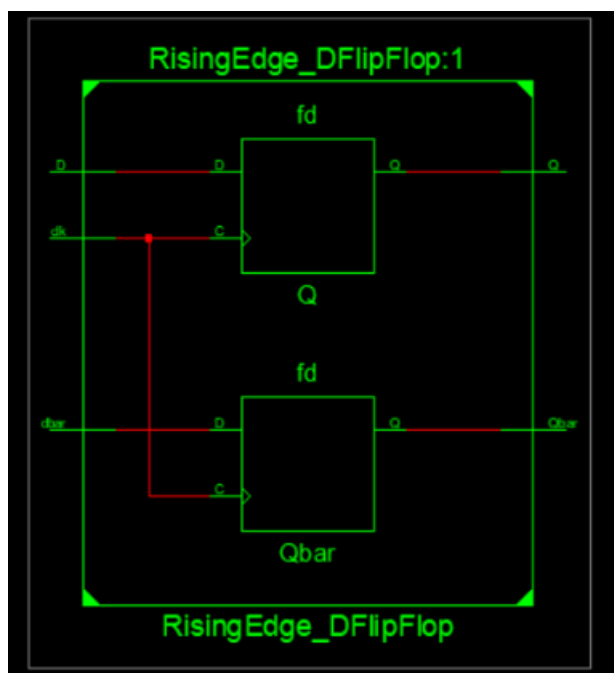 RisingEdge_DFlipFlop:1
fd
D D Q Q
clk C
Q
fd
dbar D Q Qbar
C
Qbar
RisingEdge_DFlipFlop